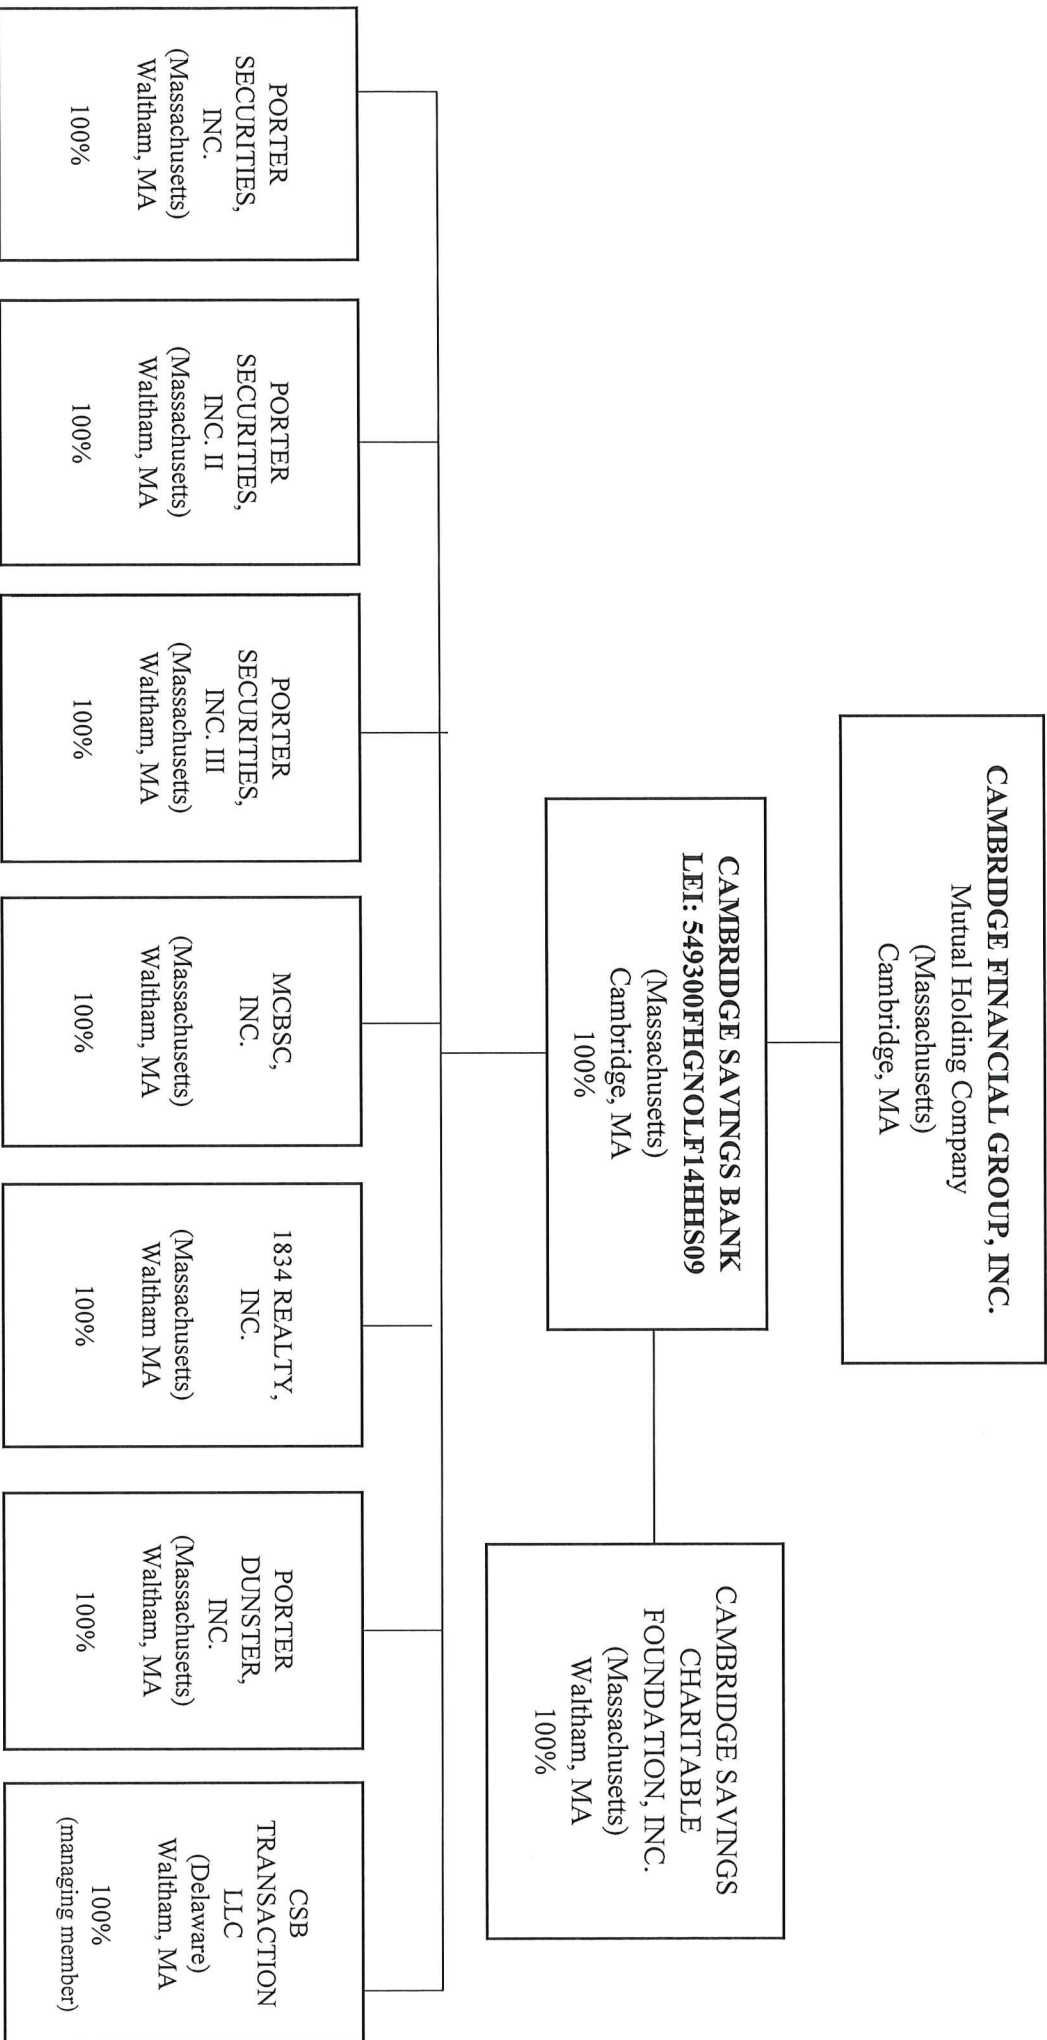 CAMBRIDGE FINANCIAL GROUP, INC.
Mutual Holding Company
(Massachusetts)
Cambridge, MA
CAMBRIDGE SAVINGS BANK
LEI: 549300FHGNOLF14HHS09
(Massachusetts)
Cambridge, MA
100%
CAMBRIDGE SAVINGS
CHARITABLE
FOUNDATION, INC.
(Massachusetts)
Waltham, MA
100%
PORTER
SECURITIES,
INC.
(Massachusetts)
Waltham, MA
100%
PORTER
SECURITIES,
INC. II
(Massachusetts)
Waltham, MA
100%
PORTER
SECURITIES,
INC. III
(Massachusetts)
Waltham, MA
100%
MCBSC,
INC.
(Massachusetts)
Waltham, MA
100%
1834 REALTY,
INC.
(Massachusetts)
Waltham MA
100%
PORTER
DUNSTER,
INC.
(Massachusetts)
Waltham, MA
100%
CSB
TRANSACTION
LLC
(Delaware)
Waltham, MA
100%
(managing member)